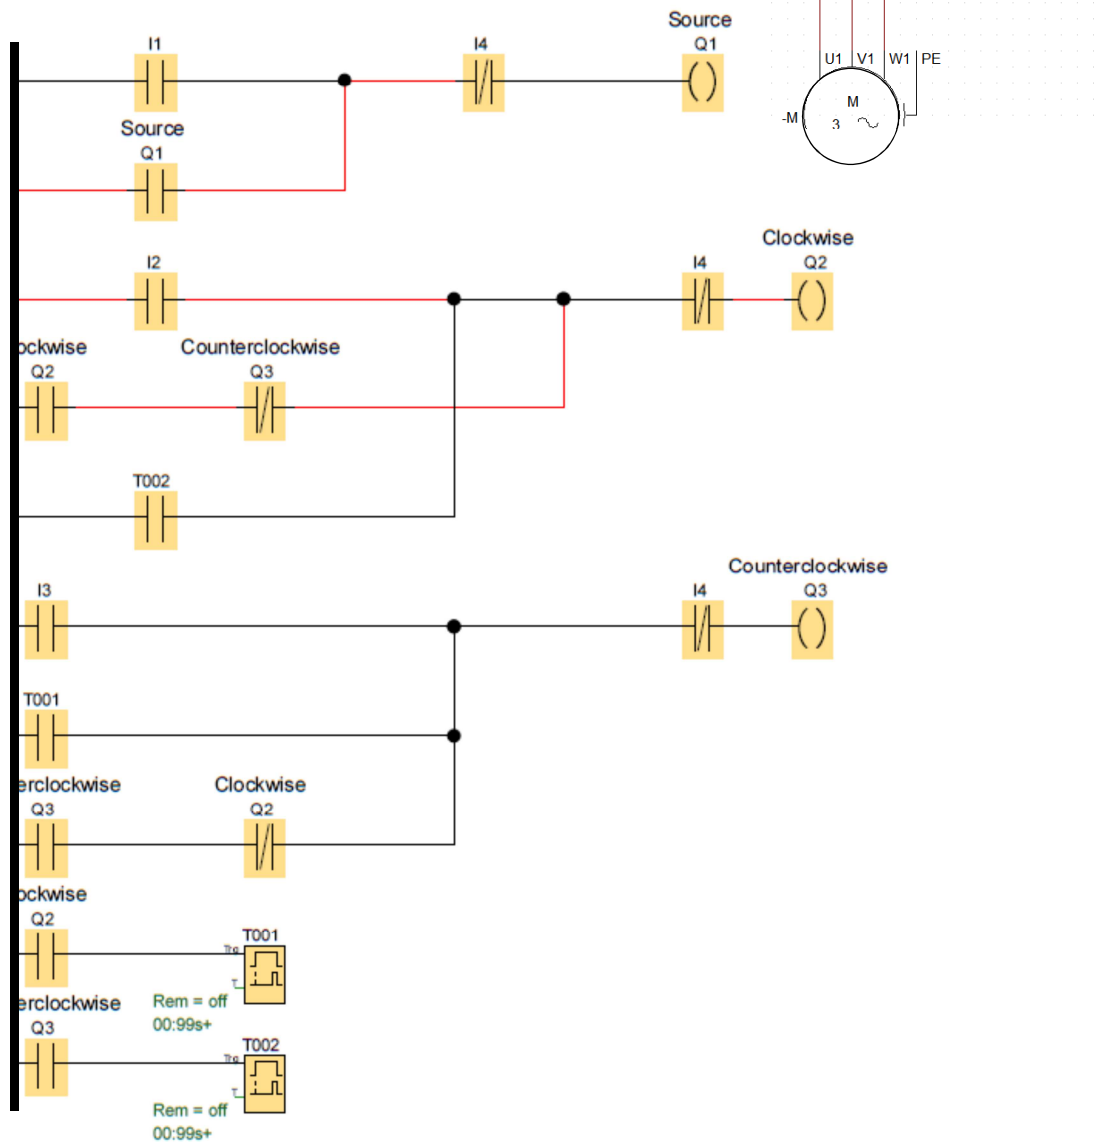 Source
I1
I4
Q1
U1
V1
W1
PE
M
-M
3
Source
Q1
Clockwise
I2
I4
Q2
ockwise
Counterclockwise
Q2
Q3
T002
Counterclockwise
I3
I4
Q3
T001
erclockwise
Clockwise
Q3
Q2
ockwise
Q2
T001
Trg
T
Rem = off
00:99s+
erclockwise
Q3
T002
Trg
T
Rem = off
00:99s+